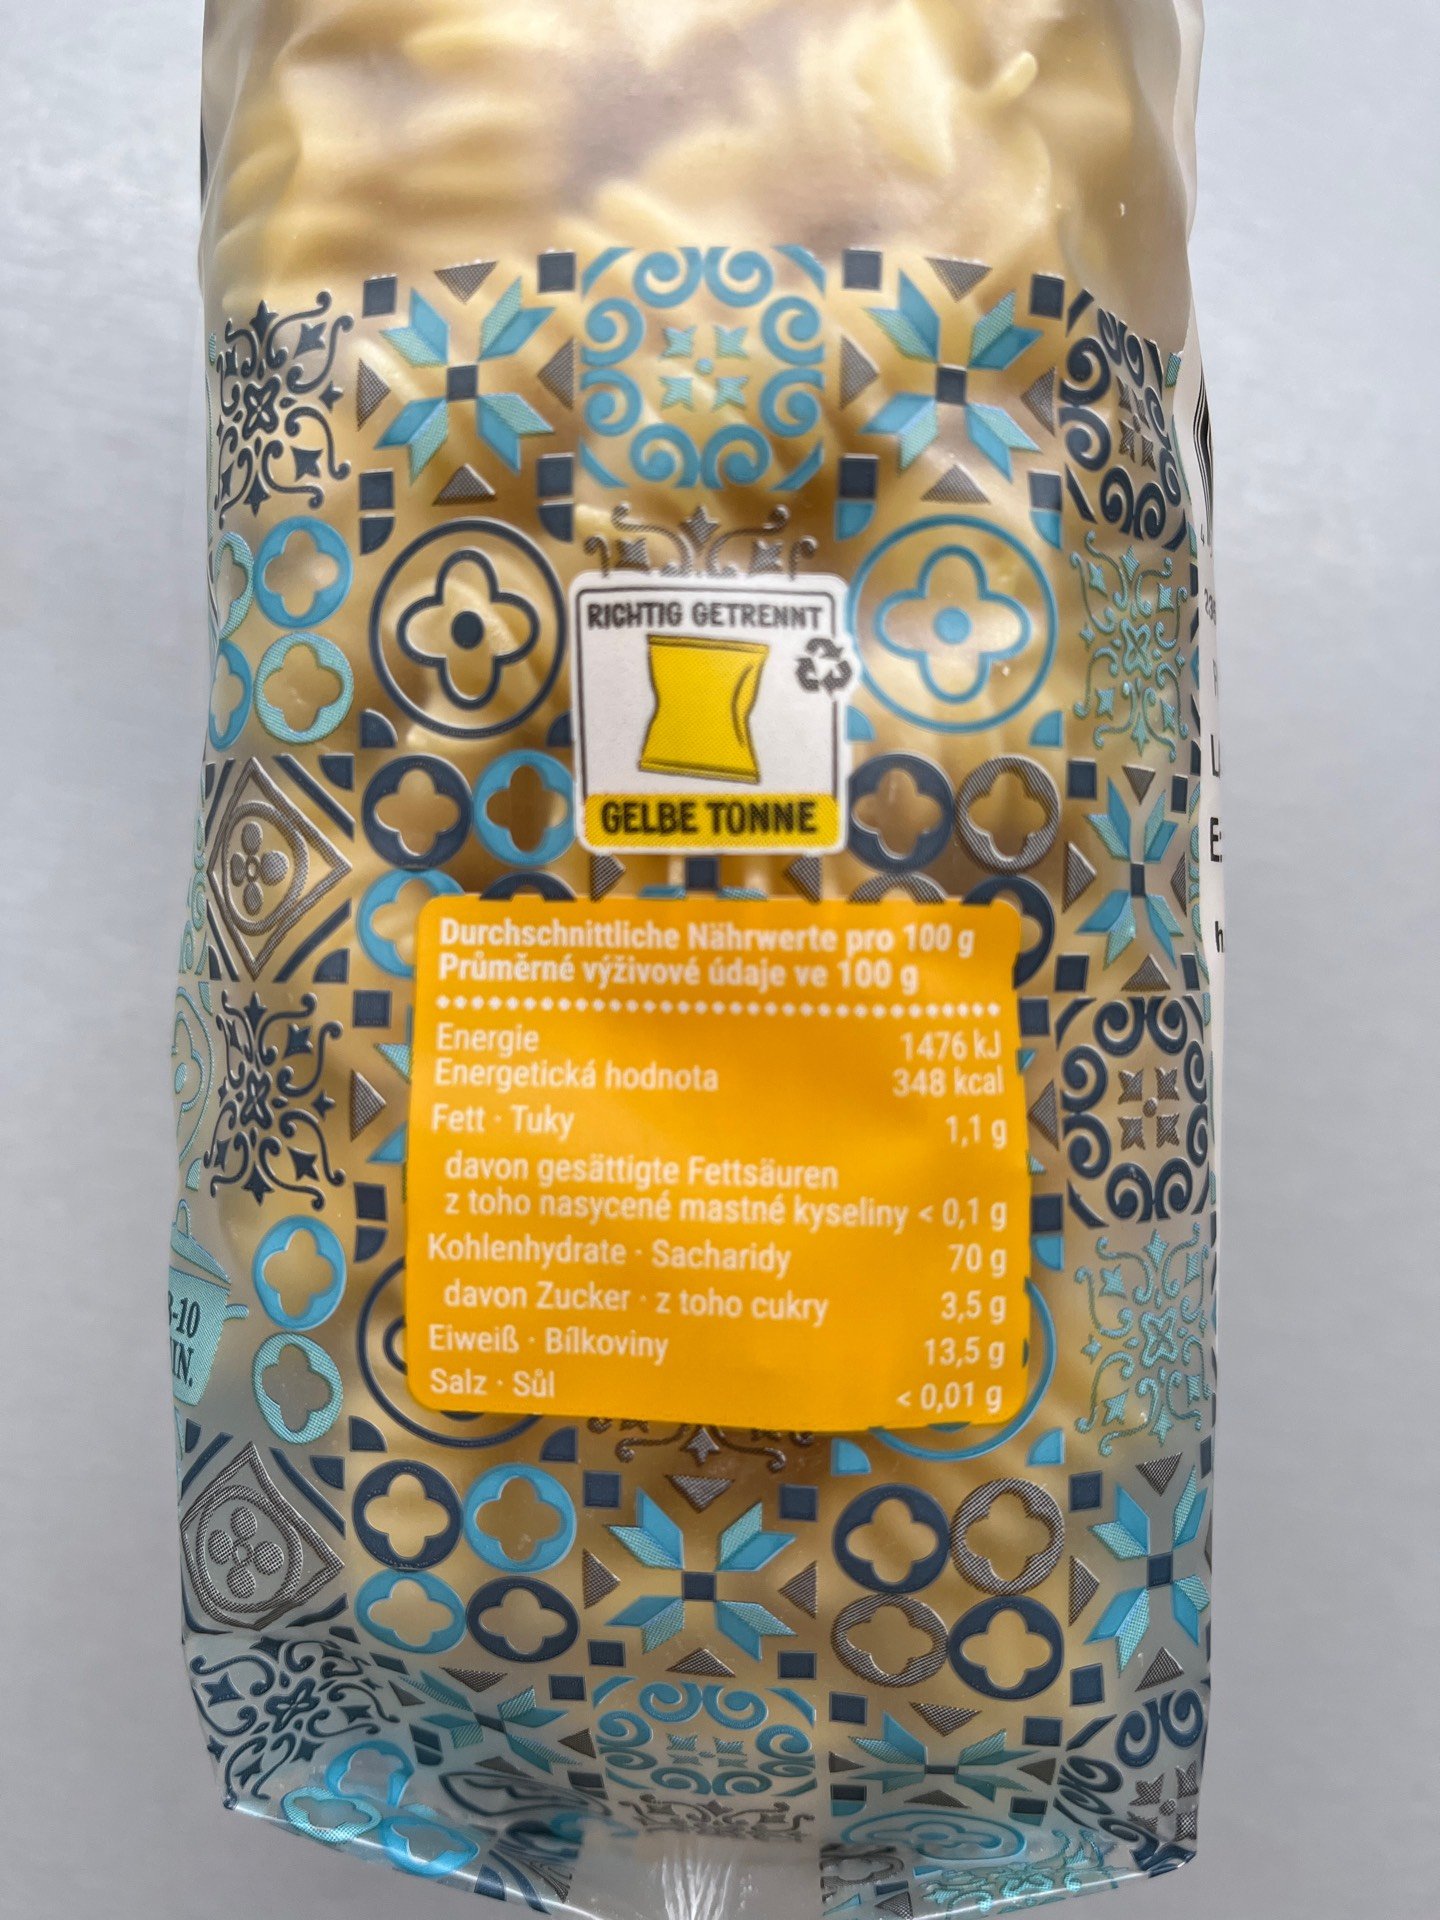 RICHTIG GETRENNT
GELBE TONNE
Durchschnittliche Nährwerte pro 100 g
Průměrné výživové údaje ve 100 g
Energie 1476 kJ
Energetická hodnota 348 kcal
Fett · Tuky 1,1 g
davon gesättigte Fettsäuren
z toho nasycené mastné kyseliny < 0,1 g
Kohlenhydrate · Sacharidy 70 g
davon Zucker · z toho cukry 3,5 g
Eiweiß · Bílkoviny 13,5 g
Salz · Sůl < 0,01 g